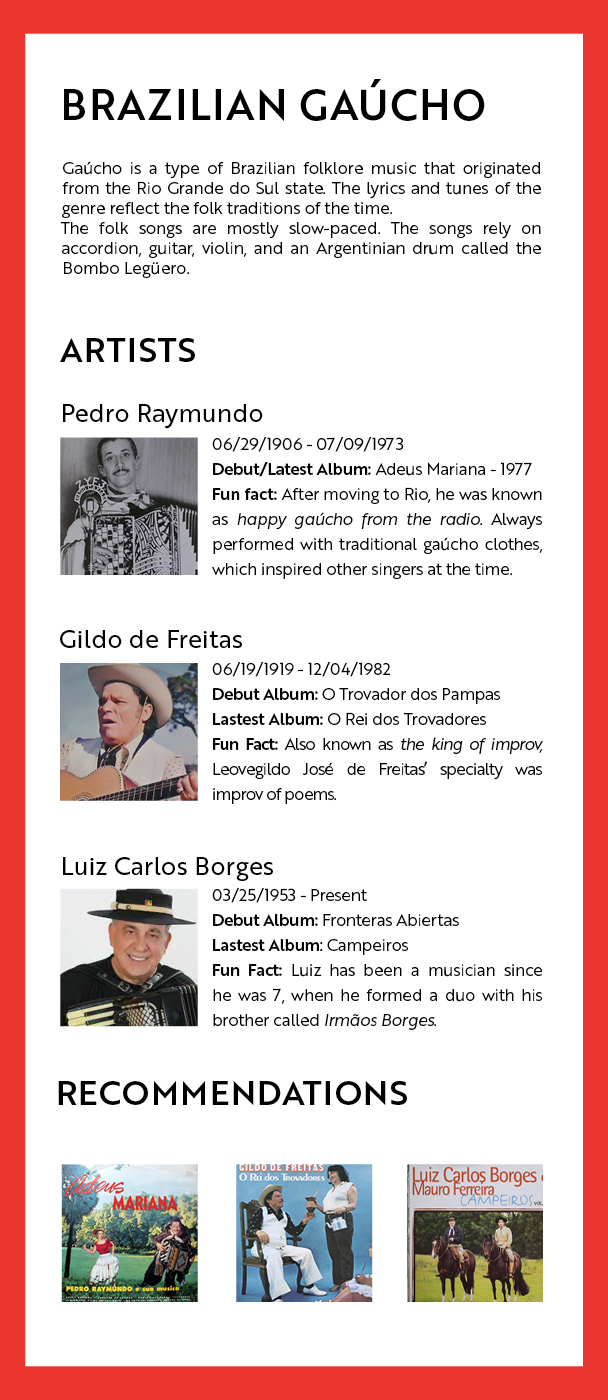 BRAZILIAN GAÚCHO
Gaúcho is a type of Brazilian folklore music that originated
from the Rio Grande do Sul state. The lyrics and tunes of the
genre reflect the folk traditions of the time.
The folk songs are mostly slow-paced. The songs rely on
accordion, guitar, violin, and an Argentinian drum called the
Bombo Legüero.
ARTISTS
Pedro Raymundo
ZYFZ
06/29/1906 - 07/09/1973
Debut/Latest Album: Adeus Mariana - 1977
Fun fact: After moving to Rio, he was known
as happy gaúcho from the radio. Always
performed with traditional gaúcho clothes,
which inspired other singers at the time.
Gildo de Freitas
06/19/1919 - 12/04/1982
Debut Album: O Trovador dos Pampas
Lastest Album: O Rei dos Trovadores
Fun Fact: Also known as the king of improv,
Leovegildo José de Freitas’ specialty was
improv of poems.
Luiz Carlos Borges
03/25/1953 - Present
Debut Album: Fronteras Abiertas
Lastest Album: Campeiros
Fun Fact: Luiz has been a musician since
he was 7, when he formed a duo with his
brother called Irmãos Borges.
RECOMMENDATIONS
Adeus
MARIANA
PEDRO RAYMUNDO e sua musica
GILDO DE FREITAS
O Rei dos Trovadores
Luiz Carlos Borges &
Mauro Ferreira
CAMPEIROS VOL